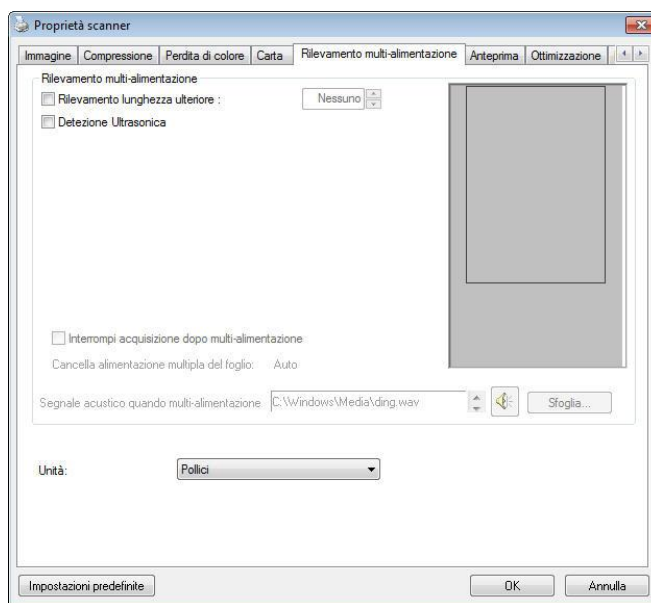 Proprietà scanner
Immagine Compressione Perdita di colore Carta Rilevamento multi-alimentazione Anteprima Ottimizzazione
Rilevamento multi-alimentazione
Rilevamento lunghezza ulteriore : Nessuno
Detezione Ultrasonica
Interrompi acquisizione dopo multi-alimentazione
Cancella alimentazione multipla del foglio: Auto
Segnale acustico quando multi-alimentazione C:\Windows\Media\ding.wav Sfoglia...
Unità: Pollici
Impostazioni predefinite OK Annulla